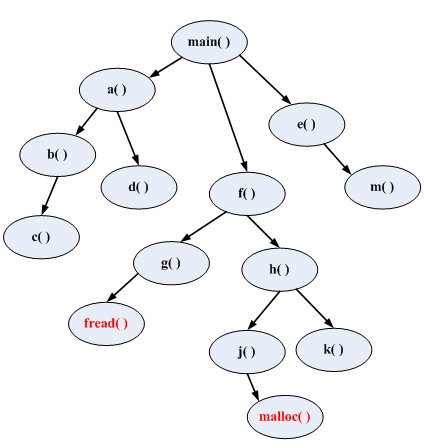 main( )
a( )
e( )
b( )
d( )
m( )
f( )
c( )
g( )
h( )
fread( )
j( )
k( )
malloc( )